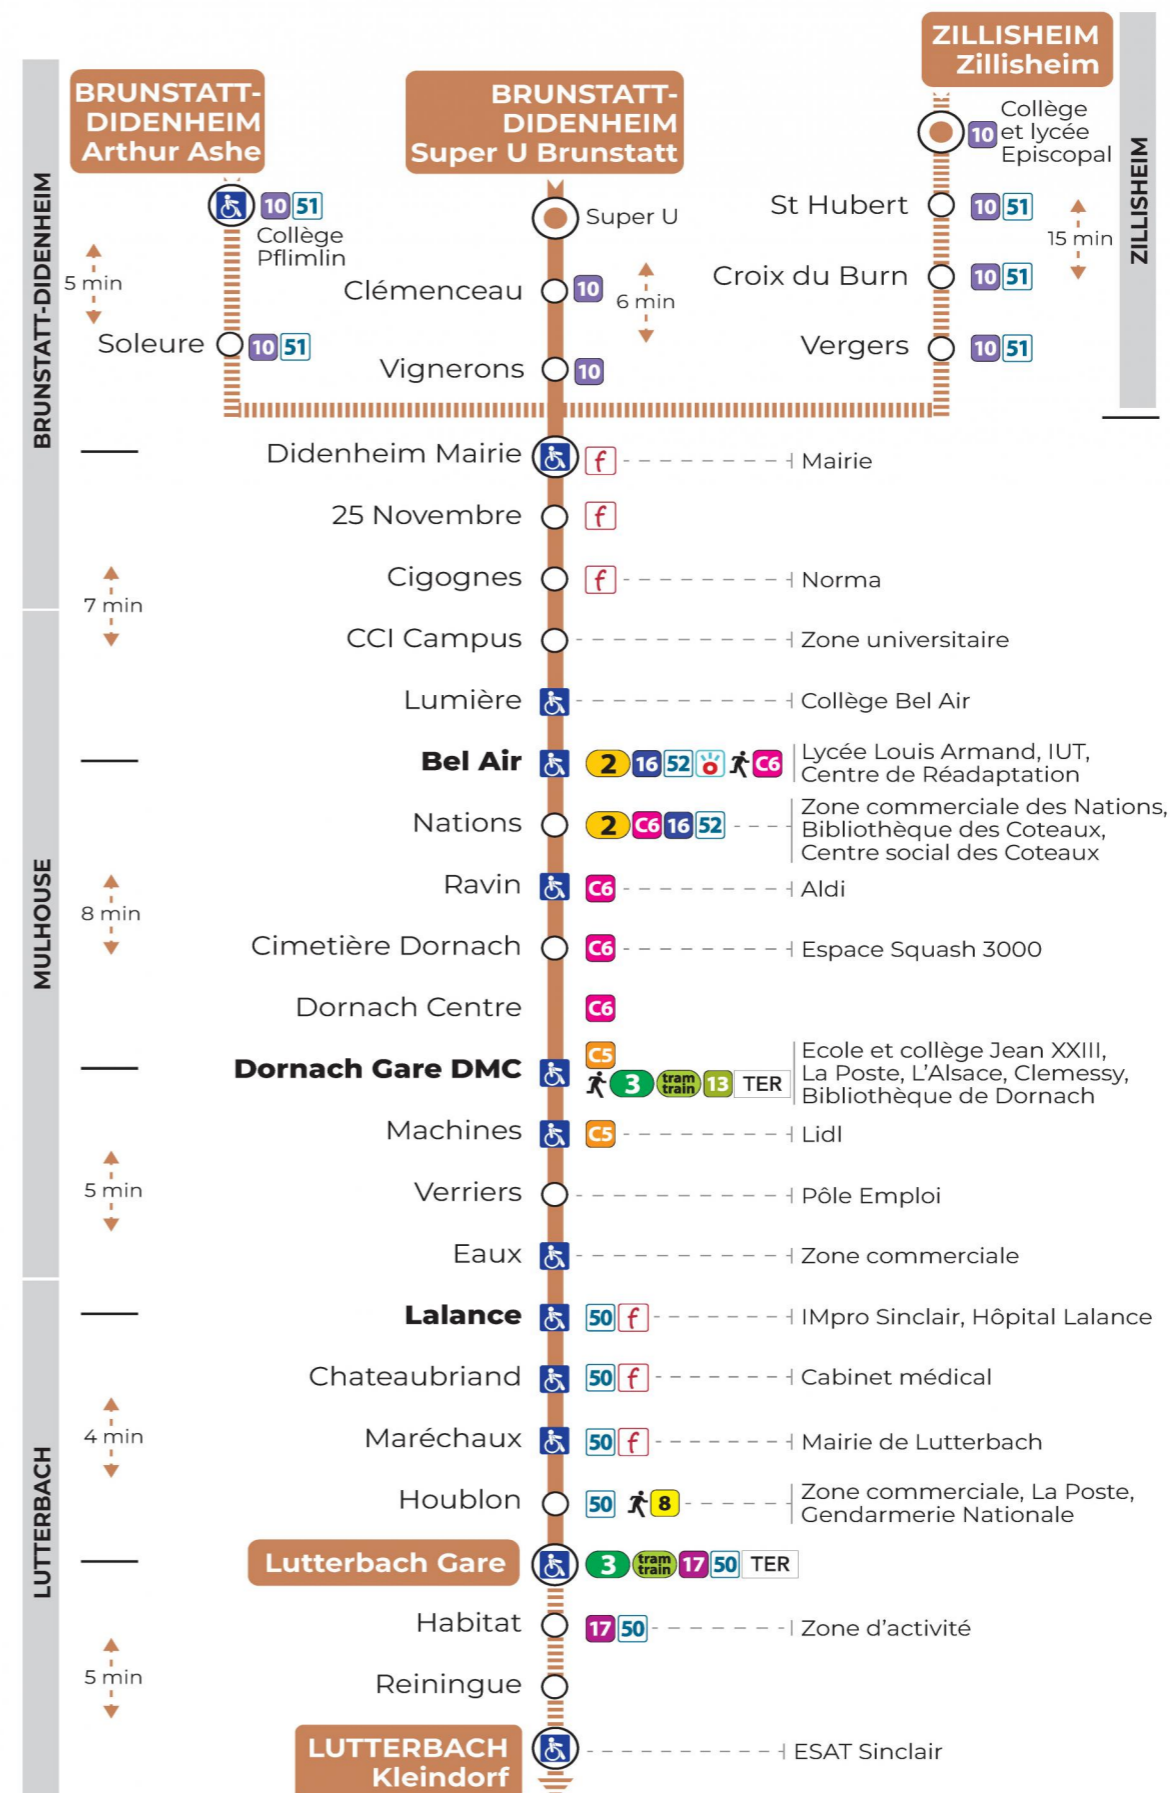 BRUNSTATT-
DIDENHEIM
Arthur Ashe
BRUNSTATT-
DIDENHEIM
Super U Brunstatt
ZILLISHEIM
Zillisheim
BRUNSTATT-DIDENHEIM
ZILLISHEIM
10 51
Collège
Pflimlin
5 min
Soleure 10 51
Super U
Clémenceau 10
6 min
Vignerons 10
10 Collège
et lycée
Episcopal
St Hubert 10 51
15 min
Croix du Burn 10 51
Vergers 10 51
Didenheim Mairie f Mairie
25 Novembre f
Cigognes f Norma
7 min
CCI Campus Zone universitaire
Lumière Collège Bel Air
MULHOUSE
Bel Air 2 16 52 C6 Lycée Louis Armand, IUT,
Centre de Réadaptation
Nations 2 C6 16 52 Zone commerciale des Nations,
Bibliothèque des Coteaux,
Centre social des Coteaux
Ravin C6 Aldi
8 min
Cimetière Dornach C6 Espace Squash 3000
Dornach Centre C6
Dornach Gare DMC C5 3 tram train 13 TER Ecole et collège Jean XXIII,
La Poste, L'Alsace, Clemessy,
Bibliothèque de Dornach
Machines C5 Lidl
5 min
Verriers Pôle Emploi
Eaux Zone commerciale
LUTTERBACH
Lalance 50 f IMpro Sinclair, Hôpital Lalance
Chateaubriand 50 f Cabinet médical
4 min
Maréchaux 50 f Mairie de Lutterbach
Houblon 50 8 Zone commerciale, La Poste,
Gendarmerie Nationale
Lutterbach Gare 3 tram train 17 50 TER
Habitat 17 50 Zone d'activité
5 min
Reiningue
LUTTERBACH
Kleindorf
ESAT Sinclair